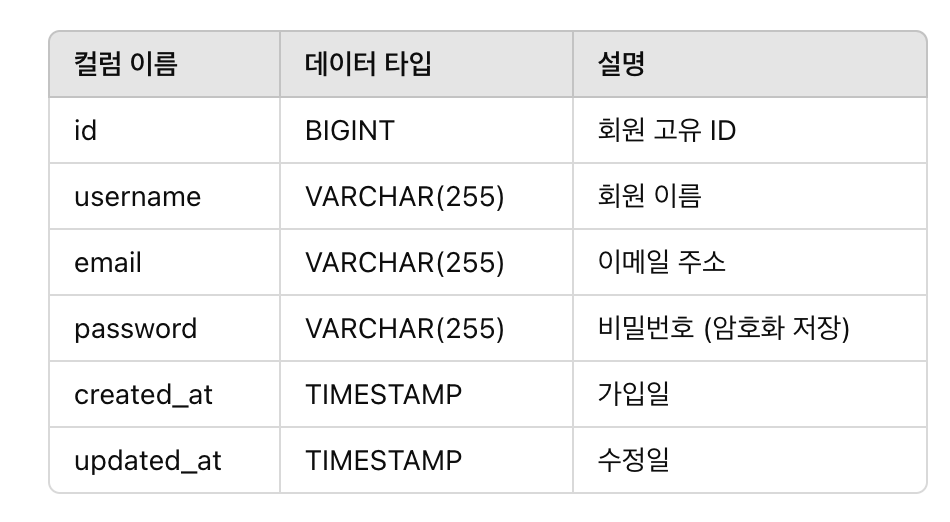 컬럼 이름 데이터 타입 설명
id BIGINT 회원 고유 ID
username VARCHAR(255) 회원 이름
email VARCHAR(255) 이메일 주소
password VARCHAR(255) 비밀번호 (암호화 저장)
created_at TIMESTAMP 가입일
updated_at TIMESTAMP 수정일